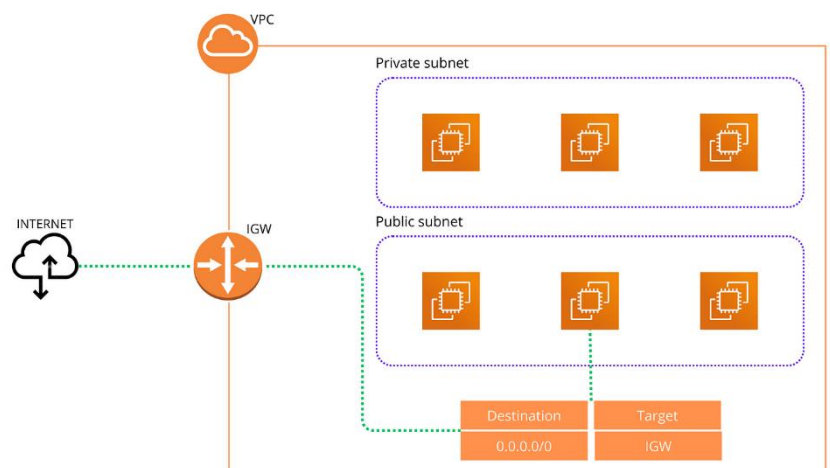 VPC
Private subnet
INTERNET
IGW
Public subnet
Destination Target
0.0.0.0/0 IGW